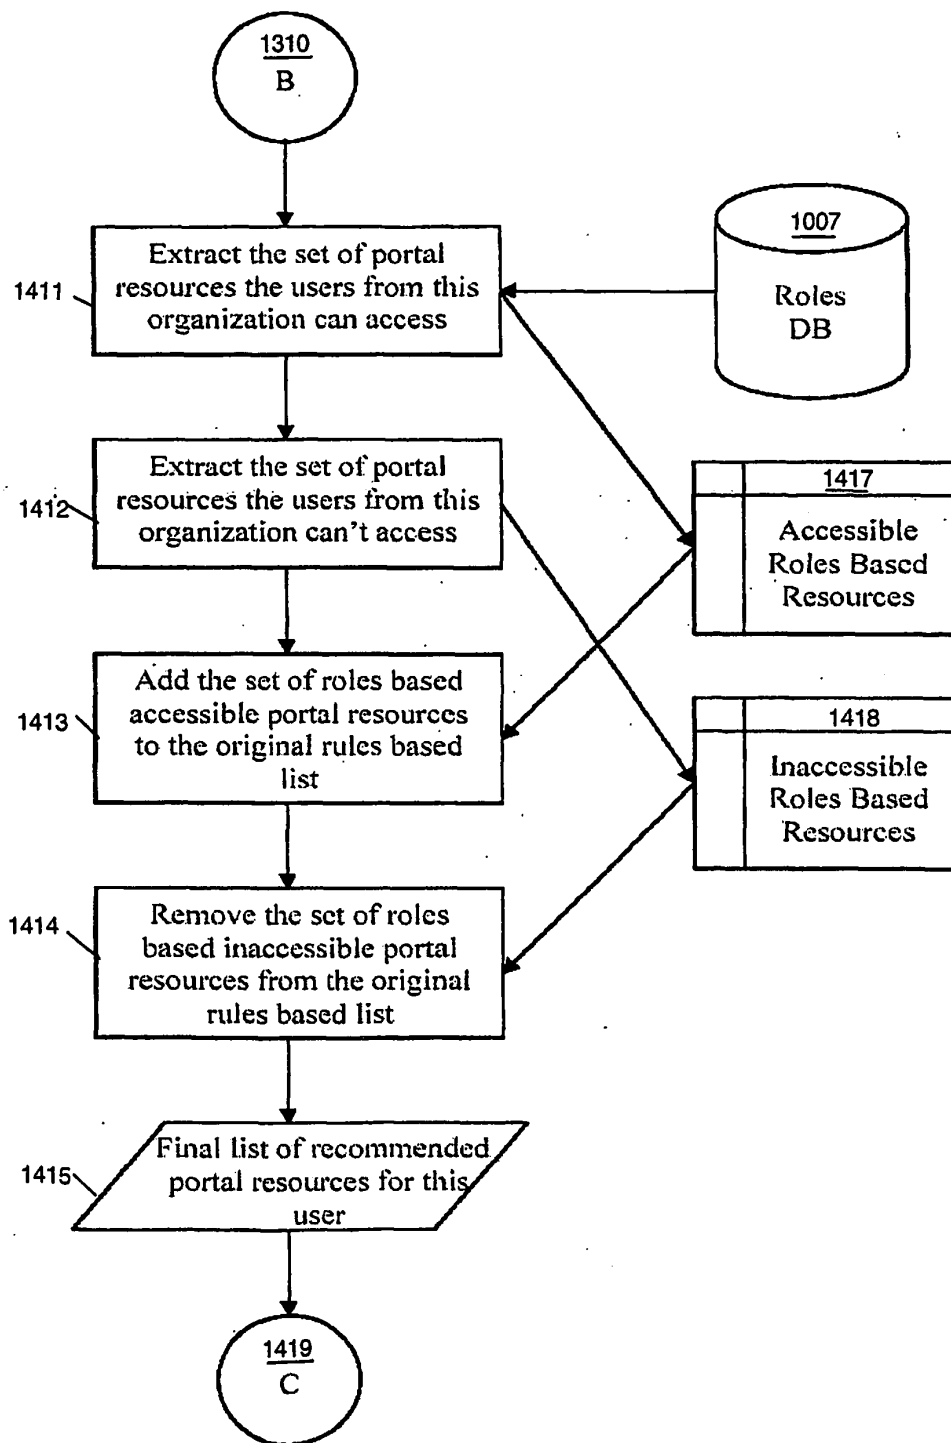 1310
B
1411
Extract the set of portal
resources the users from this
organization can access
1007
Roles
DB
1412
Extract the set of portal
resources the users from this
organization can't access
1417
Accessible
Roles Based
Resources
1413
Add the set of roles based
accessible portal resources
to the original rules based
list
1418
Inaccessible
Roles Based
Resources
1414
Remove the set of roles
based inaccessible portal
resources from the original
rules based list
1415
Final list of recommended
portal resources for this
user
1419
C